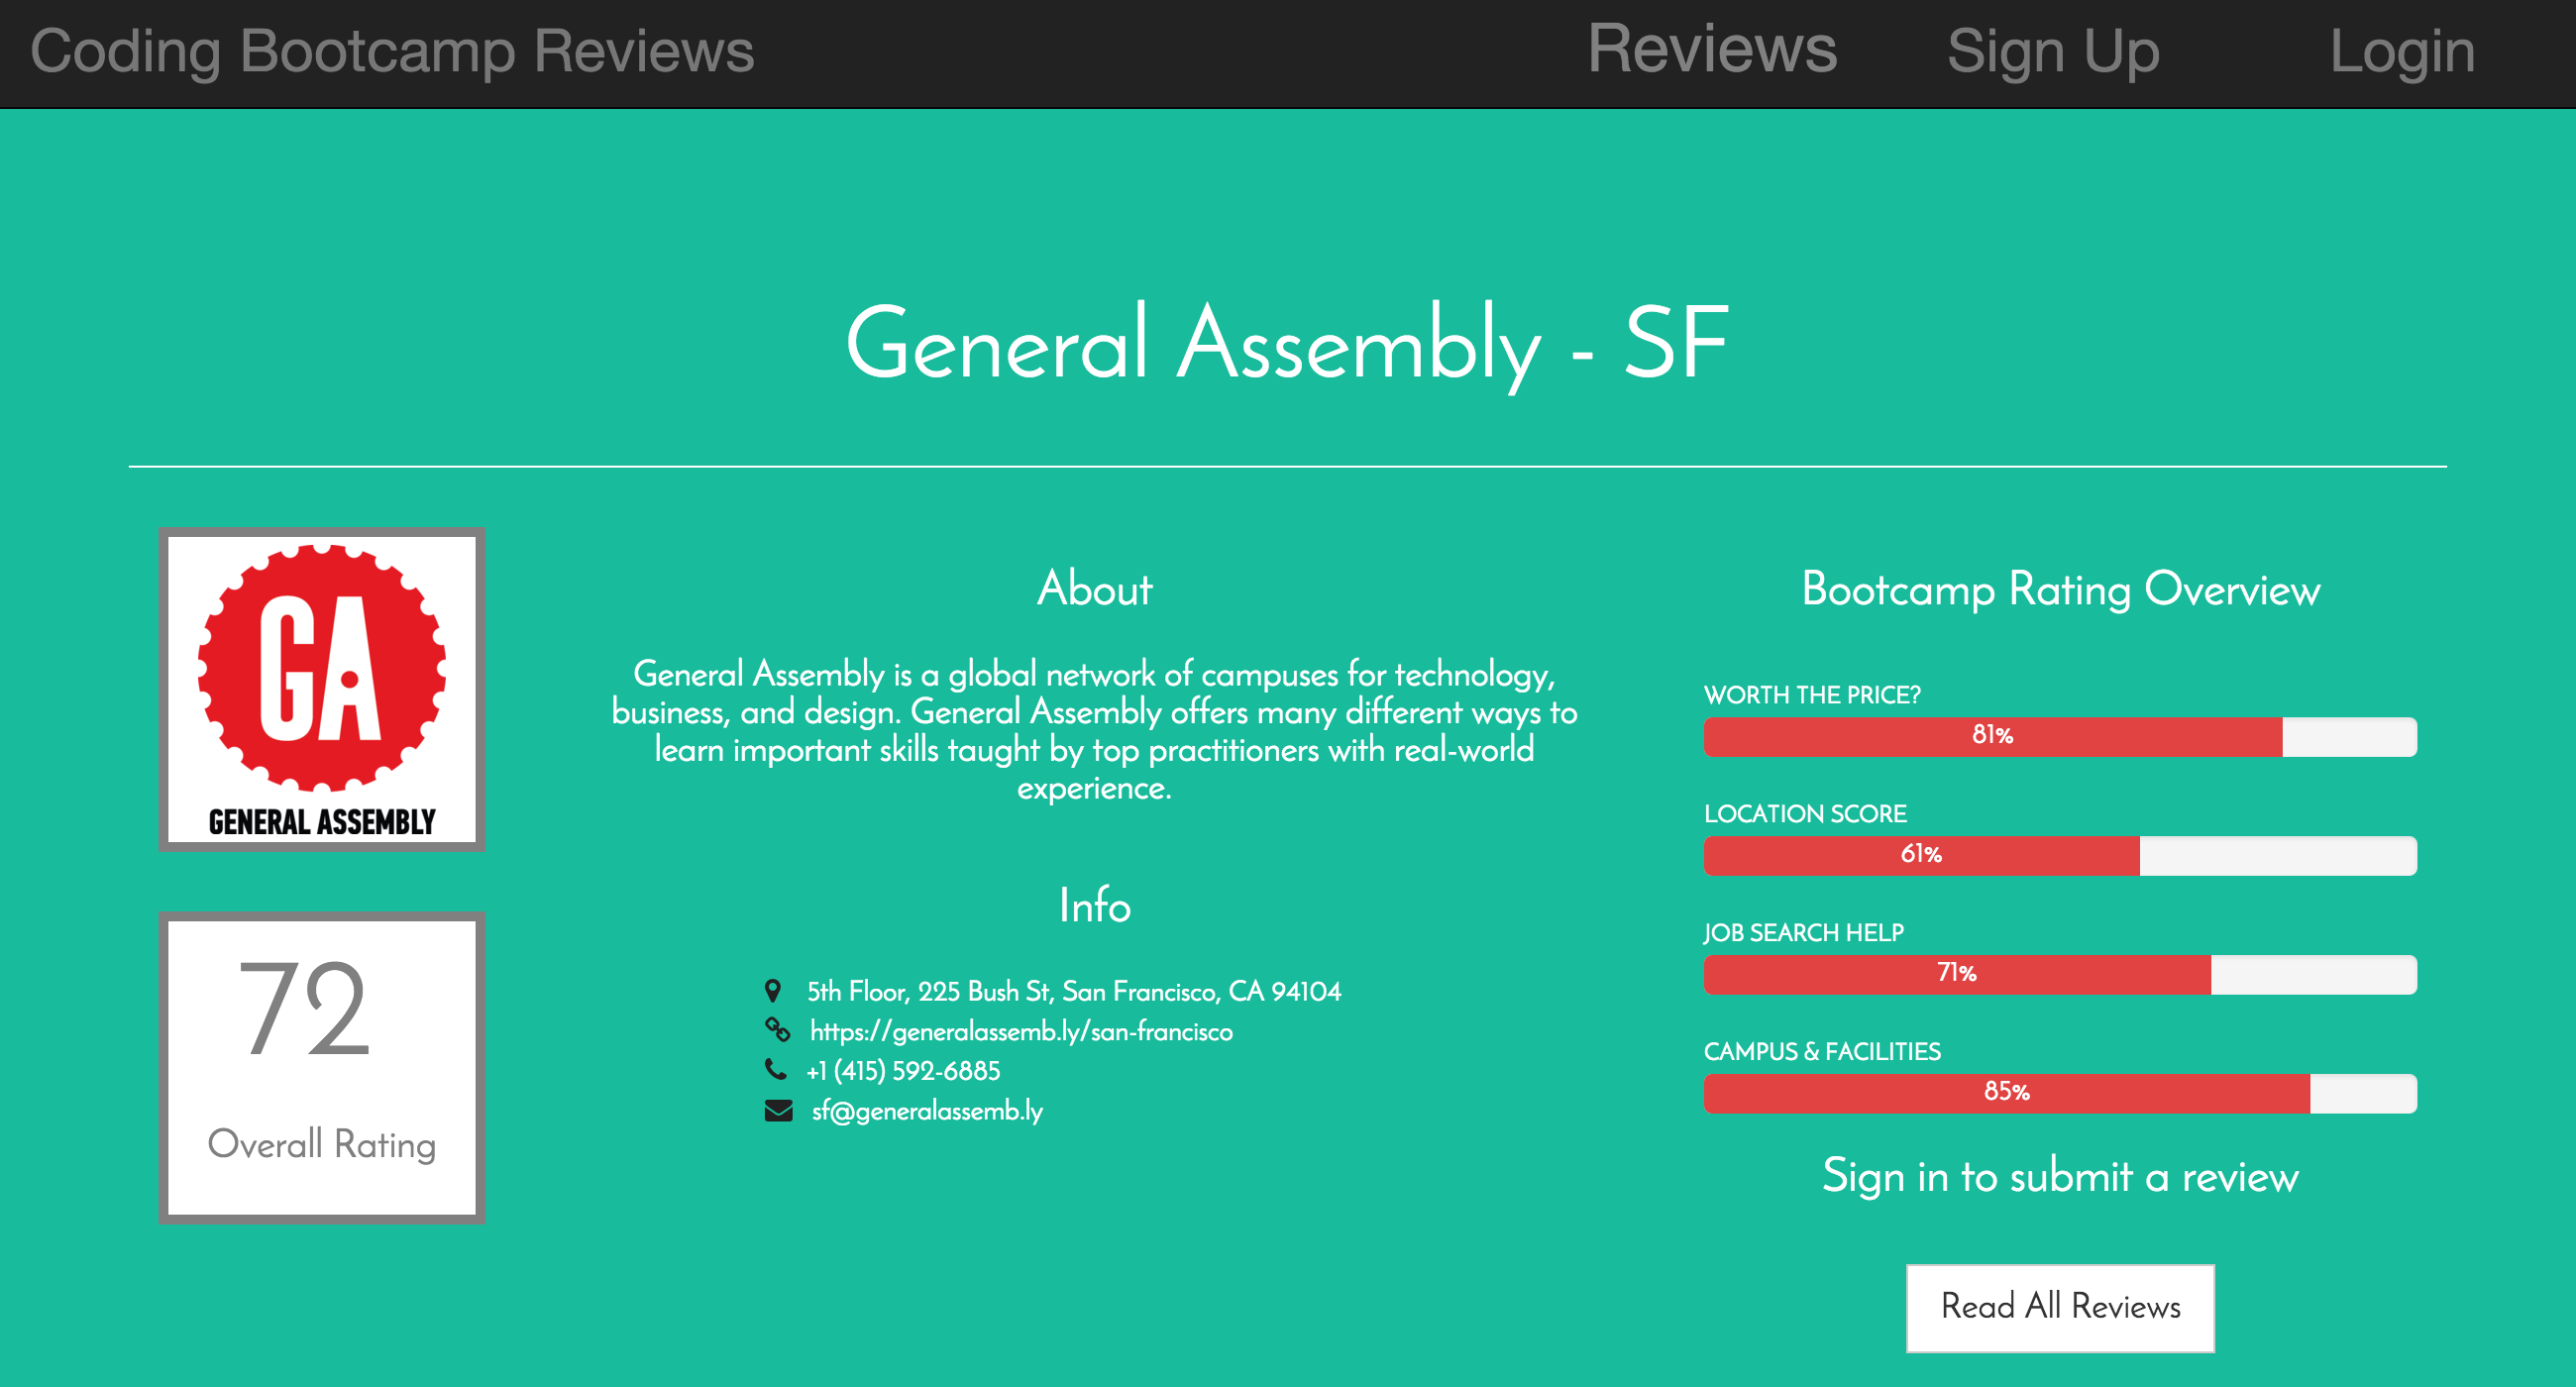 Coding Bootcamp Reviews
Reviews
Sign Up
Login
General Assembly - SF
GA
GENERAL ASSEMBLY
72
Overall Rating
About
General Assembly is a global network of campuses for technology,
business, and design. General Assembly offers many different ways to
learn important skills taught by top practitioners with real-world
experience.
Info
5th Floor, 225 Bush St, San Francisco, CA 94104
https://generalassemb.ly/san-francisco
+1 (415) 592-6885
sf@generalassemb.ly
Bootcamp Rating Overview
WORTH THE PRICE?
81%
LOCATION SCORE
61%
JOB SEARCH HELP
71%
CAMPUS & FACILITIES
85%
Sign in to submit a review
Read All Reviews